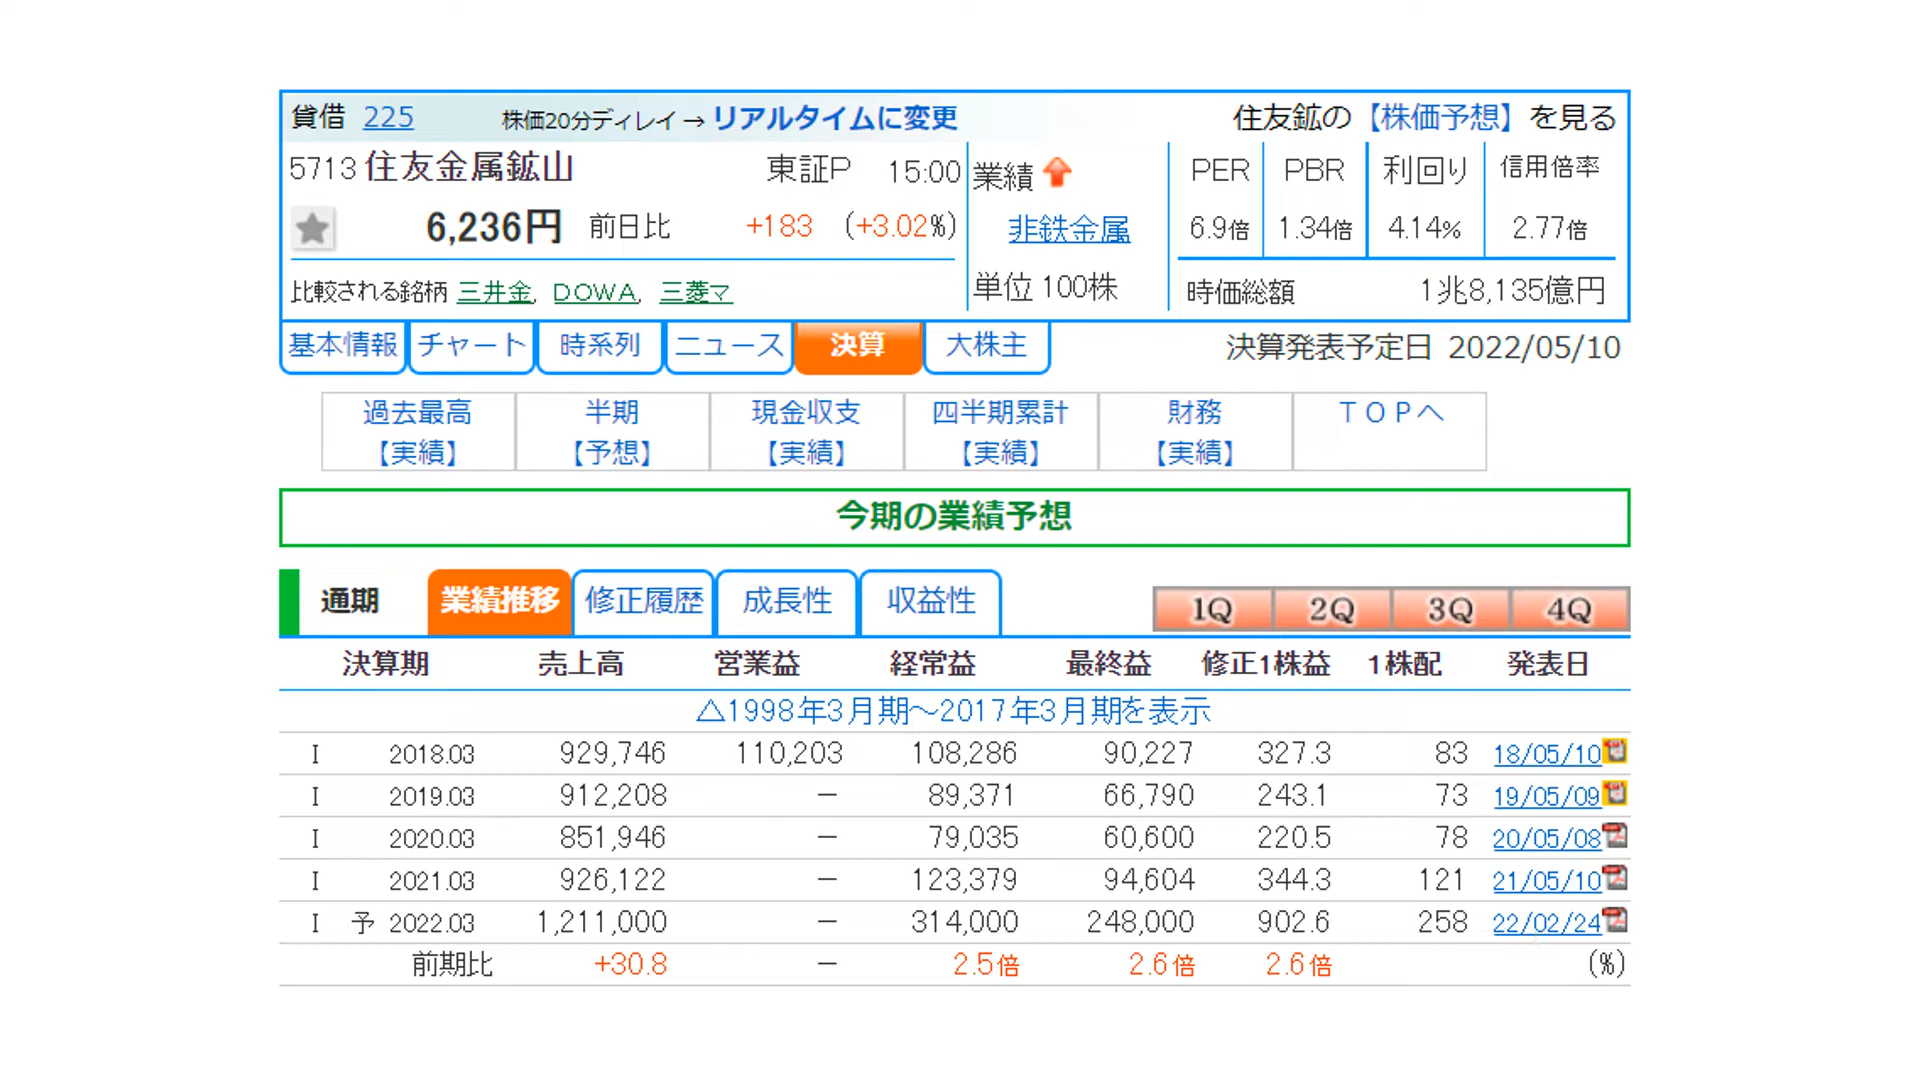 貸借 225 株価20分ディレイ → リアルタイムに変更 住友鉱の【株価予想】を見る
5713 住友金属鉱山 東証P 15:00 業績 PER PBR 利回り 信用倍率
6,236円 前日比 +183 (+3.02%) 非鉄金属 6.9倍 1.34倍 4.14% 2.77倍
比較される銘柄 三井金, DOWA, 三菱マ 単位 100株 時価総額 1兆8,135億円
基本情報 チャート 時系列 ニュース 決算 大株主 決算発表予定日 2022/05/10
過去最高 半期 現金収支 四半期累計 財務 TOPへ
【実績】 【予想】 【実績】 【実績】 【実績】
今期の業績予想
通期 業績推移 修正履歴 成長性 収益性 1Q 2Q 3Q 4Q
決算期 売上高 営業益 経常益 最終益 修正1株益 1株配 発表日
△1998年3月期～2017年3月期を表示
I 2018.03 929,746 110,203 108,286 90,227 327.3 83 18/05/10
I 2019.03 912,208 － 89,371 66,790 243.1 73 19/05/09
I 2020.03 851,946 － 79,035 60,600 220.5 78 20/05/08
I 2021.03 926,122 － 123,379 94,604 344.3 121 21/05/10
I 予 2022.03 1,211,000 － 314,000 248,000 902.6 258 22/02/24
前期比 +30.8 － 2.5倍 2.6倍 2.6倍 (%)